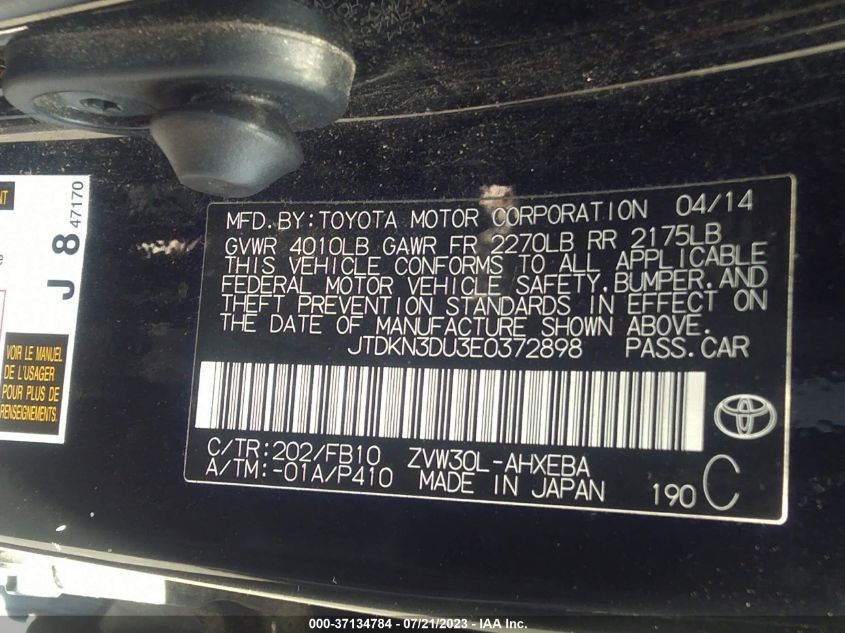 MFD. BY: TOYOTA MOTOR CORPORATION 04/14
GVWR 4010LB GAWR FR 2270LB RR 2175LB
THIS VEHICLE CONFORMS TO ALL APPLICABLE
FEDERAL MOTOR VEHICLE SAFETY, BUMPER, AND
THEFT PREVENTION STANDARDS IN EFFECT ON
THE DATE OF MANUFACTURE SHOWN ABOVE.
JTDKN3DU3E0372898 PASS.CAR
C/TR:202/FB10 ZVW30L-AHXEBA
A/TM:-01A/P410 MADE IN JAPAN 190 C
J 8 47170
VOIR LE MANUEL
DE L'USAGER
POUR PLUS DE
RENSEIGNEMENTS.
000-37134784 - 07/21/2023 - © IAA Inc.